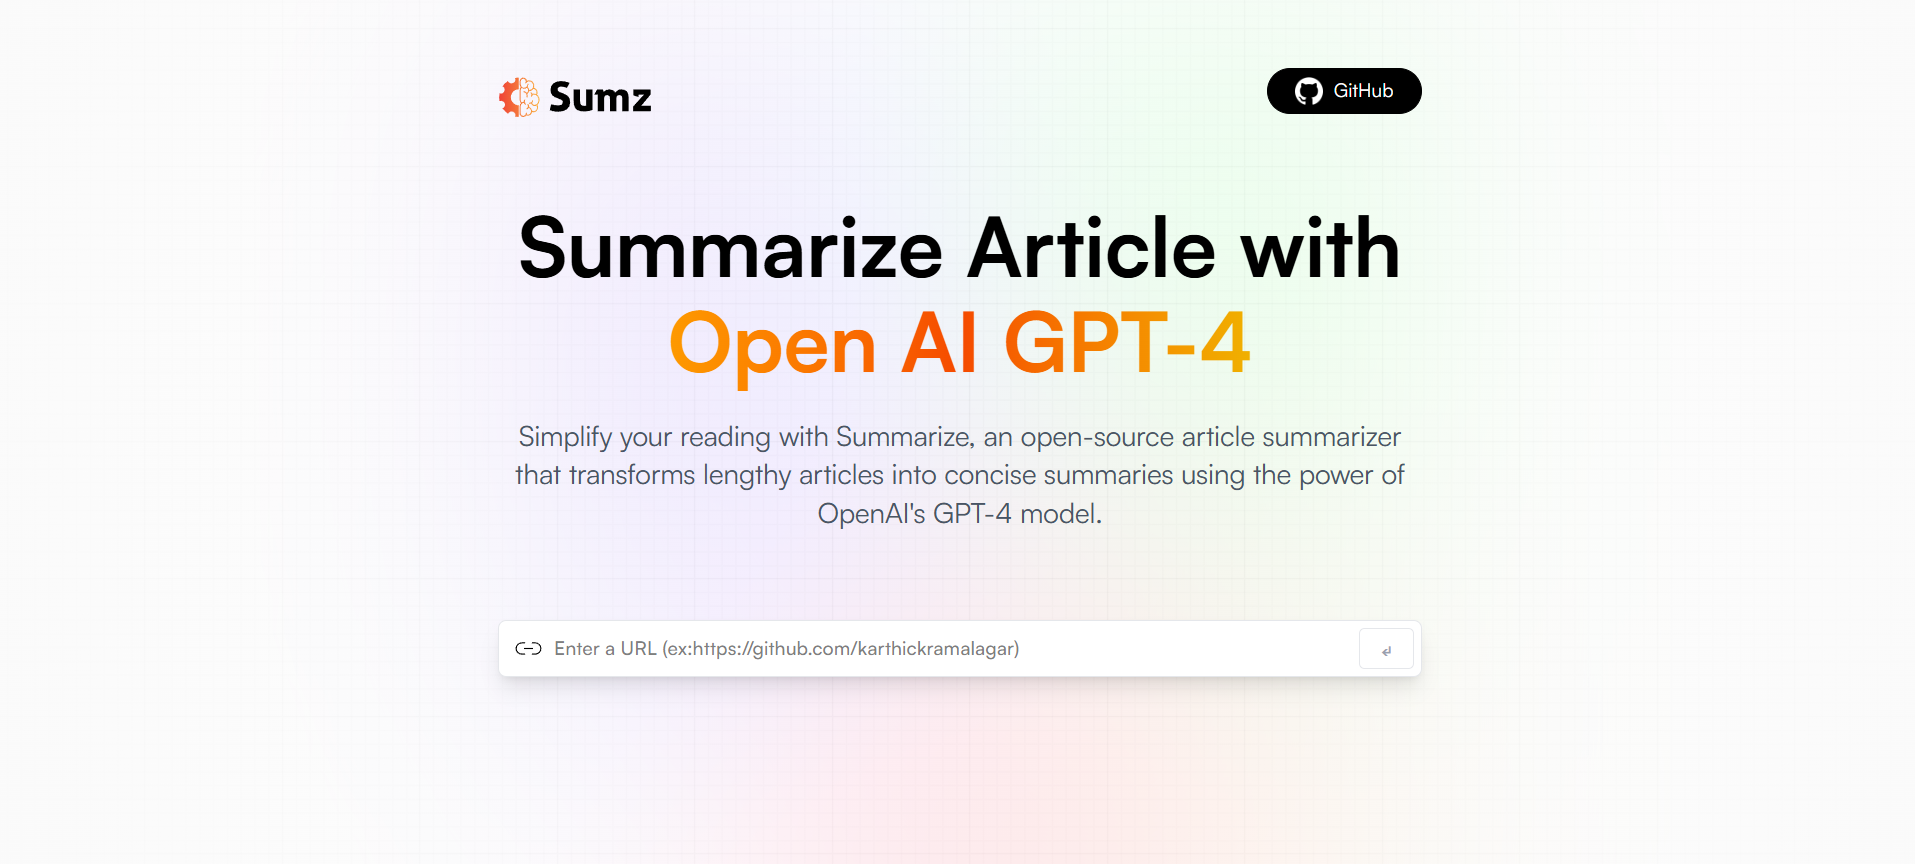 Sumz
GitHub
Summarize Article with
Open AI GPT-4
Simplify your reading with Summarize, an open-source article summarizer
that transforms lengthy articles into concise summaries using the power of
OpenAI's GPT-4 model.
Enter a URL (ex:https://github.com/karthickramalagar)
↲